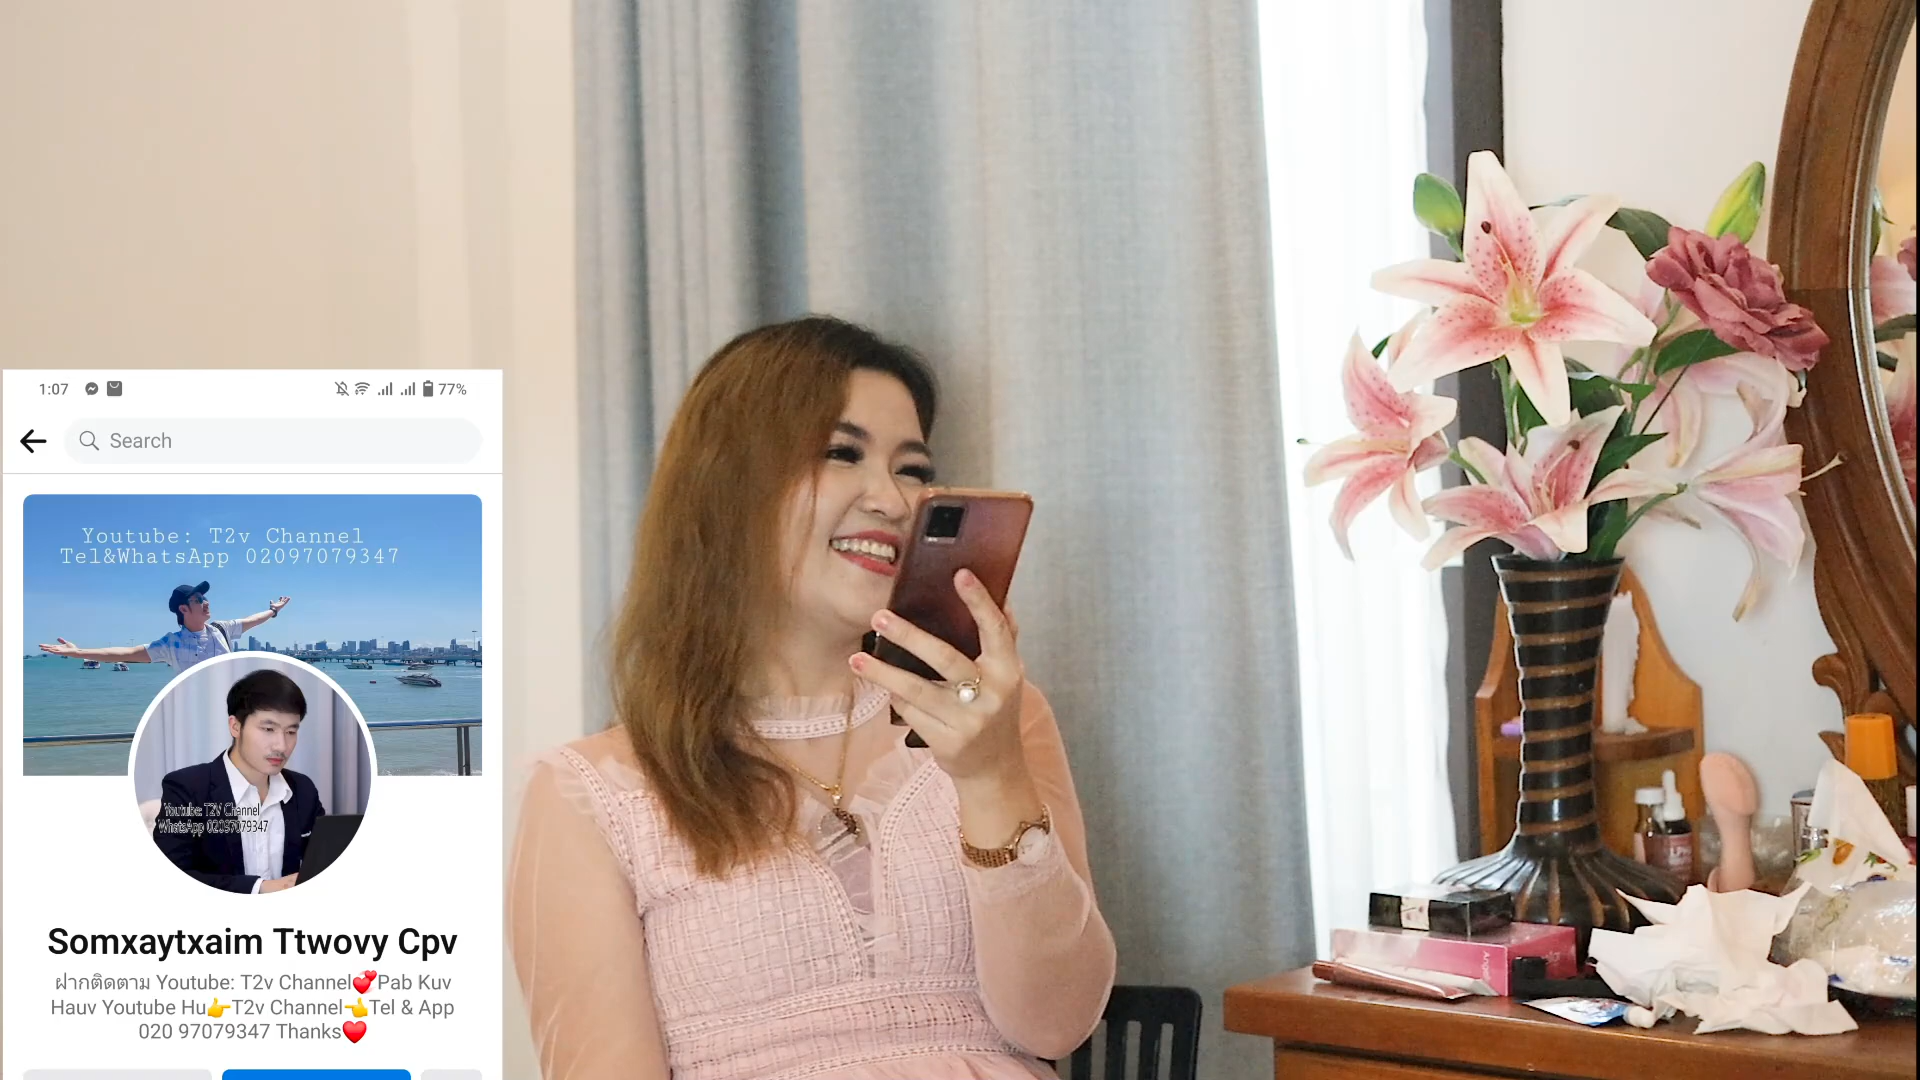 1:07
77%
Search
Youtube: T2v Channel
Tel&WhatsApp 02097079347
Youtube: T2V Channel
WhatsApp 02097079347
Somxaytxaim Ttwovy Cpv
ฝากติดตาม Youtube: T2v Channel💕Pab Kuv
Hauv Youtube Hu👉T2v Channel👈Tel & App
020 97079347 Thanks❤️